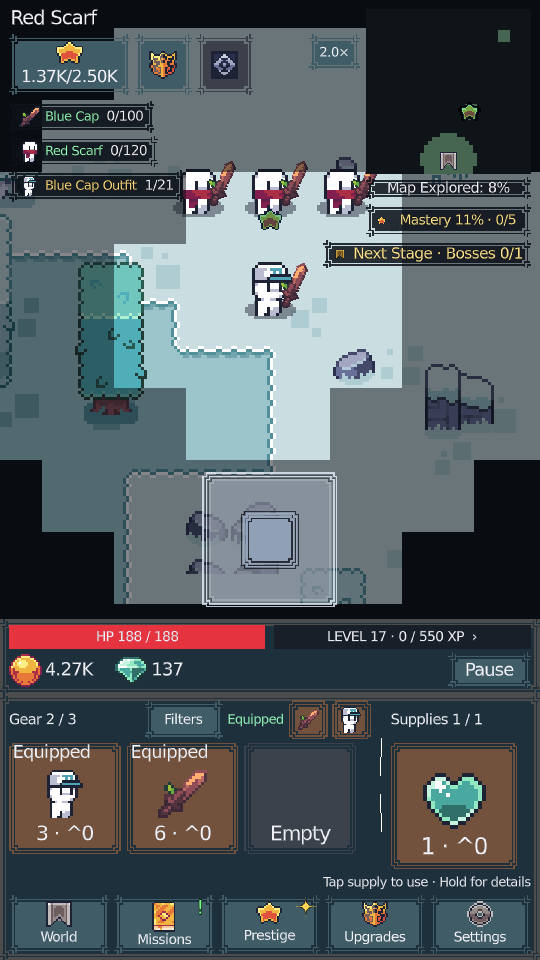 Red Scarf
1.37K/2.50K
2.0×
Blue Cap 0/100
Red Scarf 0/120
Blue Cap Outfit 1/21
Map Explored: 8%
Mastery 11% · 0/5
Next Stage · Bosses 0/1
HP 188 / 188
LEVEL 17 · 0 / 550 XP ›
4.27K
137
Pause
Gear 2 / 3
Filters
Equipped
Supplies 1 / 1
Equipped
3 · ^0
Equipped
6 · ^0
Empty
1 · ^0
Tap supply to use · Hold for details
World
Missions
!
Prestige
Upgrades
Settings